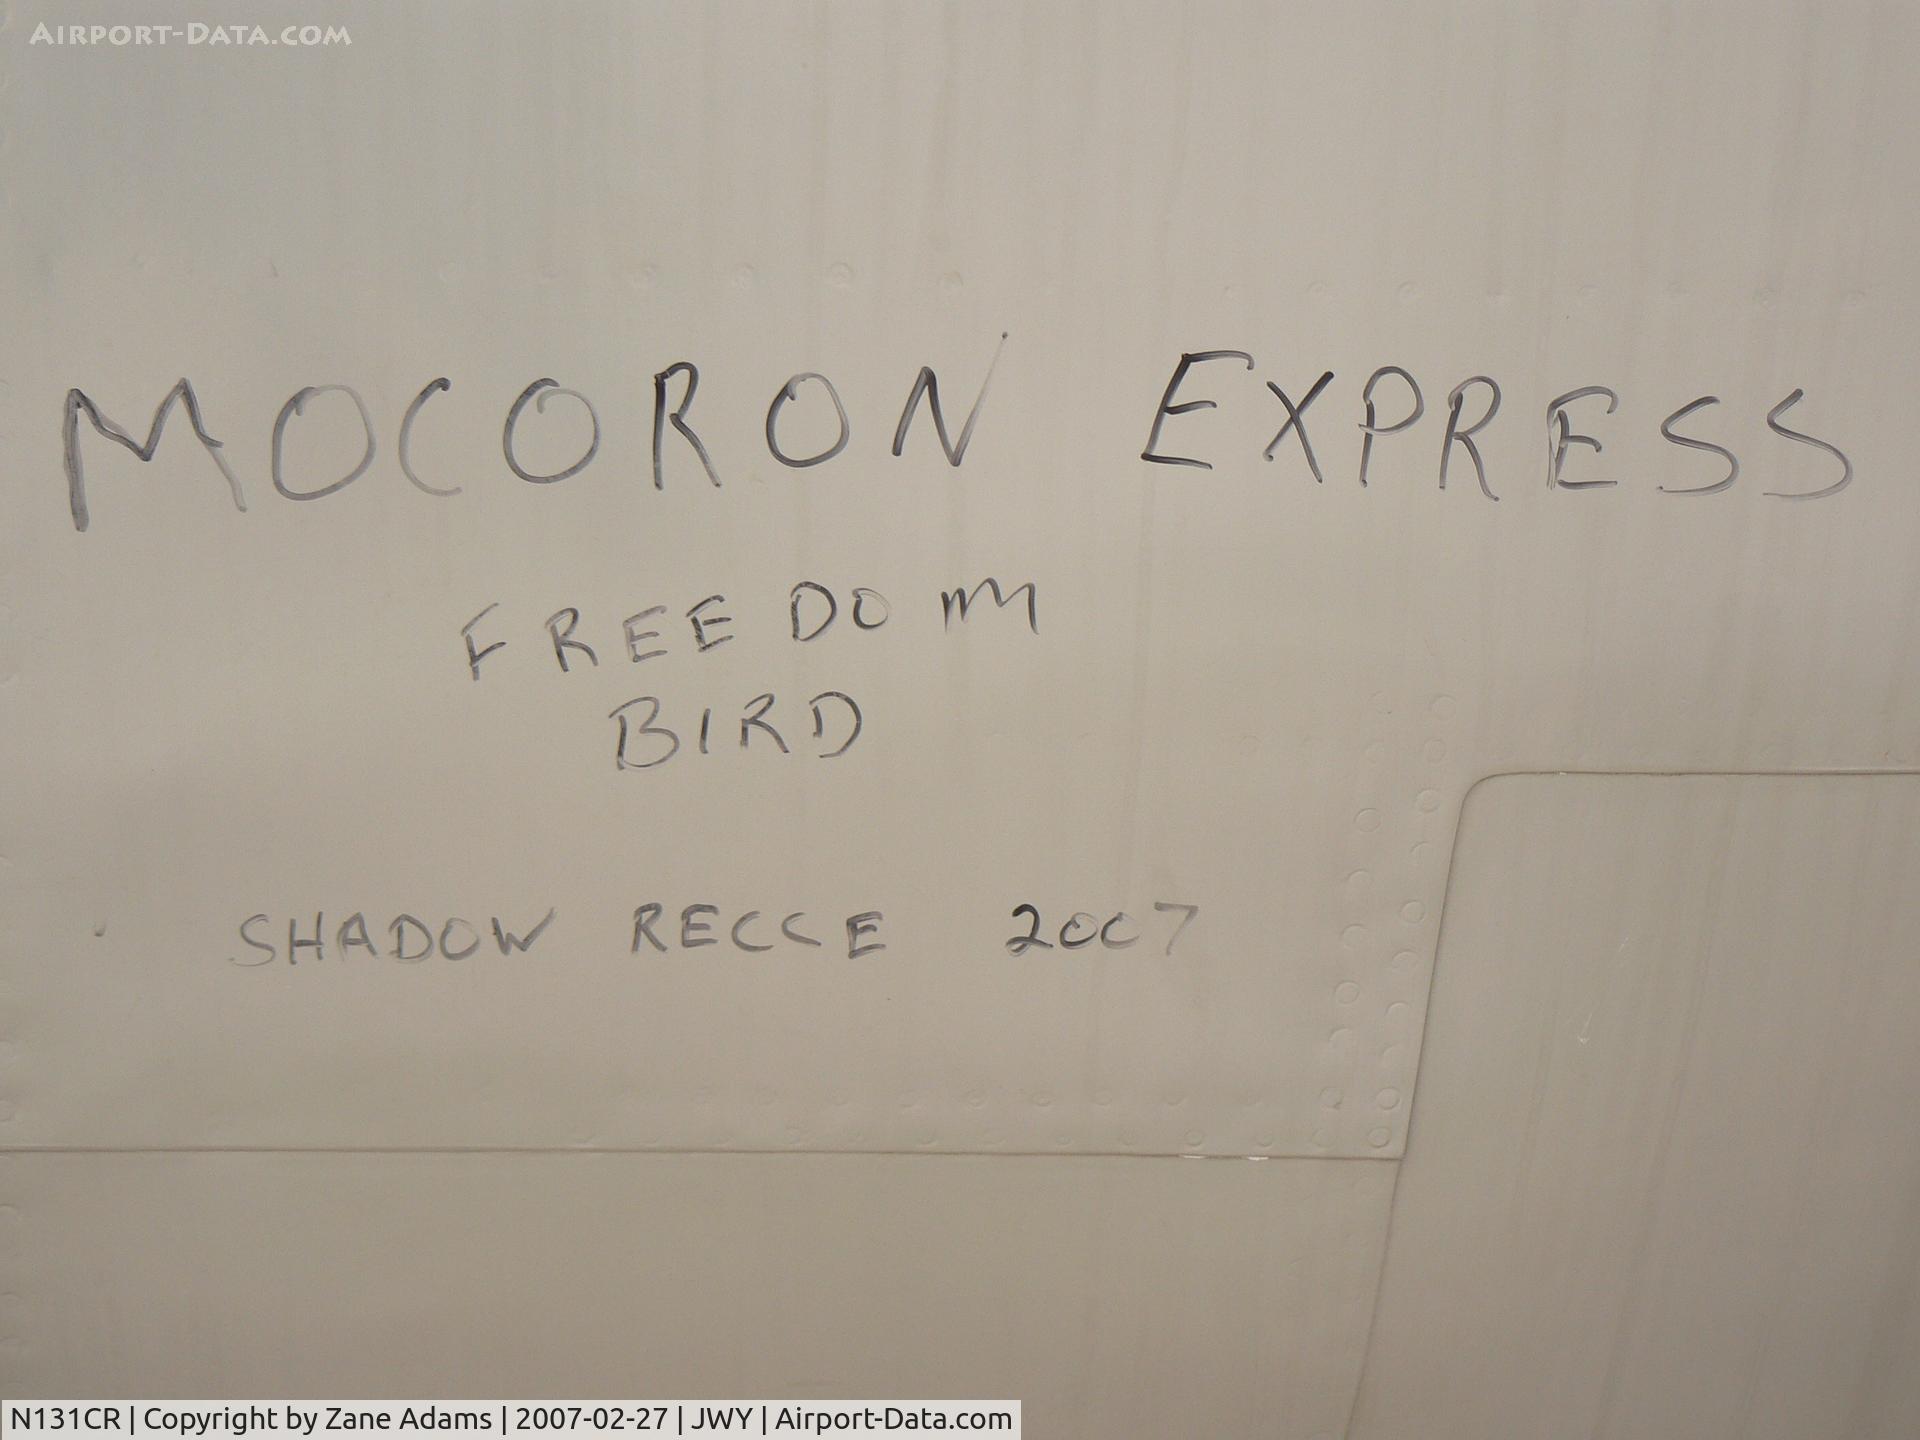 Airport-Data.com
MOCORON EXPRESS
FREEDOM
BIRD
SHADOW RECCE 2007
N131CR | Copyright by Zane Adams | 2007-02-27 | JWY | Airport-Data.com